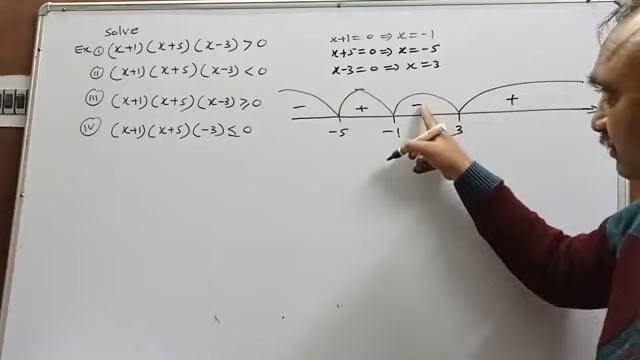 solve
Ex. (i) (x+1)(x+5)(x-3) > 0
(ii) (x+1)(x+5)(x-3) < 0
(iii) (x+1)(x+5)(x-3) ≥ 0
(iv) (x+1)(x+5)(-3) ≤ 0
x+1=0 ⇒ x=-1
x+5=0 ⇒ x=-5
x-3=0 ⇒ x=3
- + - +
-5 -1 3